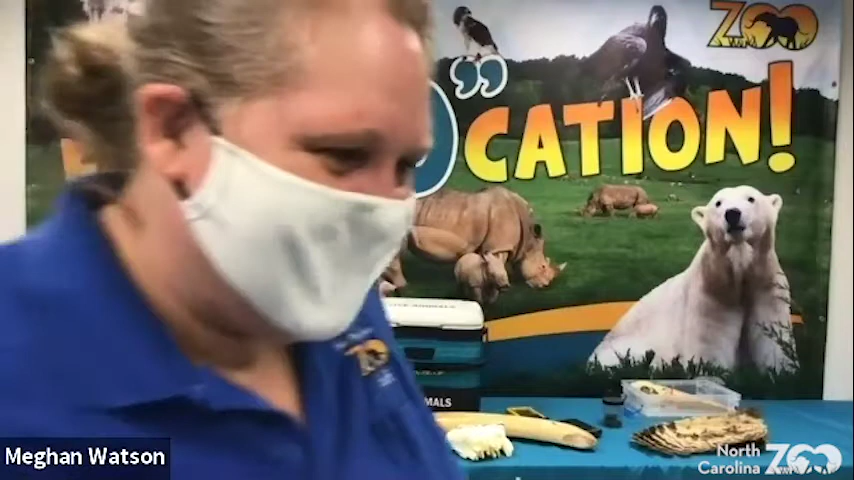 ZOO
"CATION!
MALS
Meghan Watson
North
Carolina ZOO